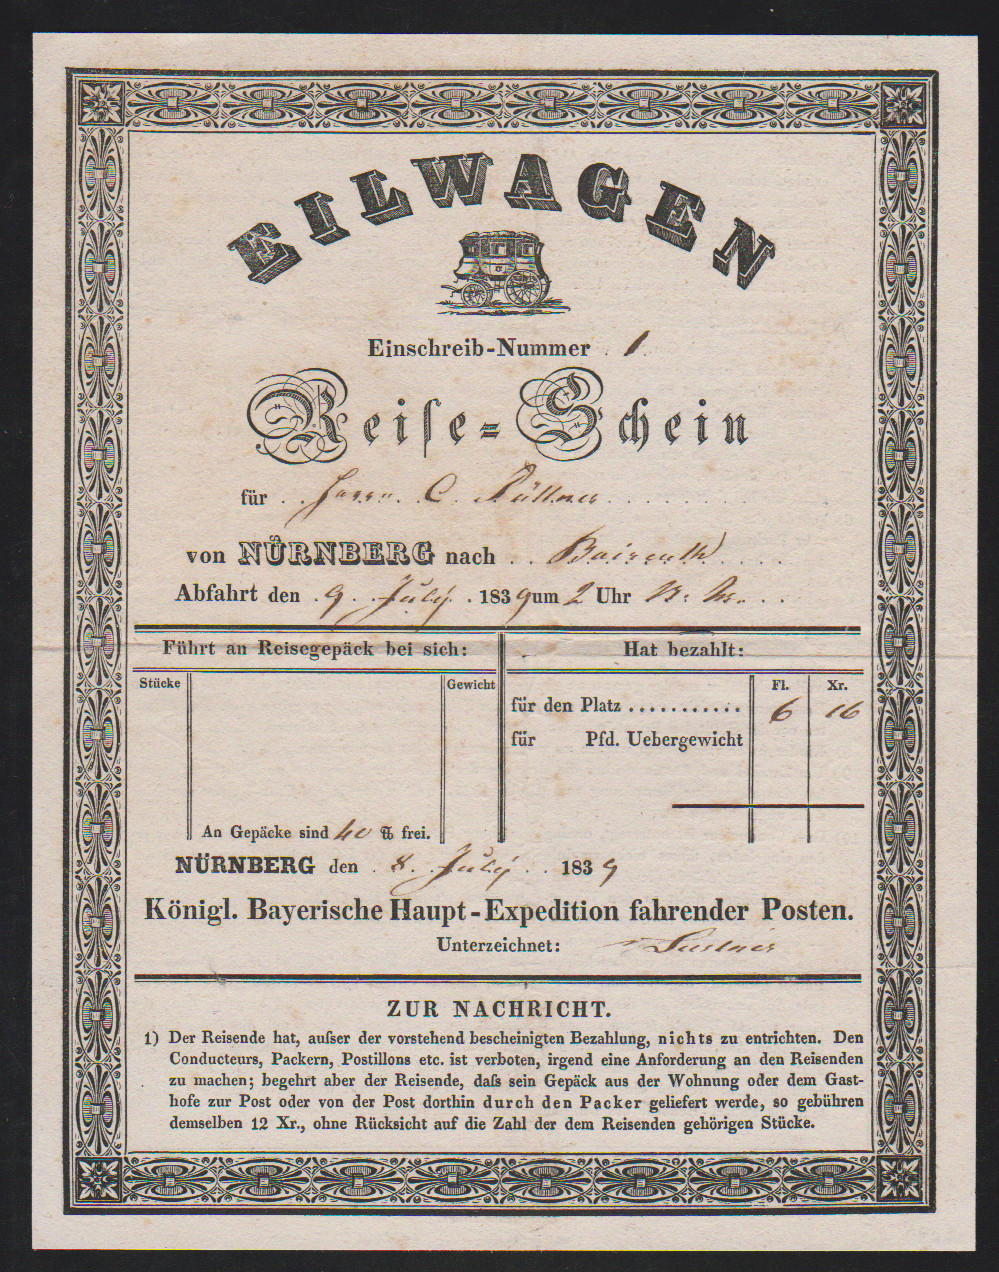 EILWAGEN
Einschreib-Nummer . 1
Reise-Schein
für . . Herrn . C.
von NÜRNBERG nach . . Baireuth . . . .
Abfahrt den . 9. July . 1839 um 2 Uhr
Führt an Reisegepäck bei sich:
Stücke Gewicht
An Gepäcke sind 40 ℔ frei.
Hat bezahlt:
Fl. Xr.
für den Platz . . . . . . . . . . . 6 16
für Pfd. Uebergewicht
NÜRNBERG den . 8. July . . 1839
Königl. Bayerische Haupt-Expedition fahrender Posten.
Unterzeichnet:
ZUR NACHRICHT.
1) Der Reisende hat, auſser der vorstehend bescheinigten Bezahlung, nichts zu entrichten. Den
Conducteurs, Packern, Postillons etc. ist verboten, irgend eine Anforderung an den Reisenden
zu machen; begehrt aber der Reisende, daſs sein Gepäck aus der Wohnung oder dem Gast-
hofe zur Post oder von der Post dorthin durch den Packer geliefert werde, so gebühren
demselben 12 Xr., ohne Rücksicht auf die Zahl der dem Reisenden gehörigen Stücke.